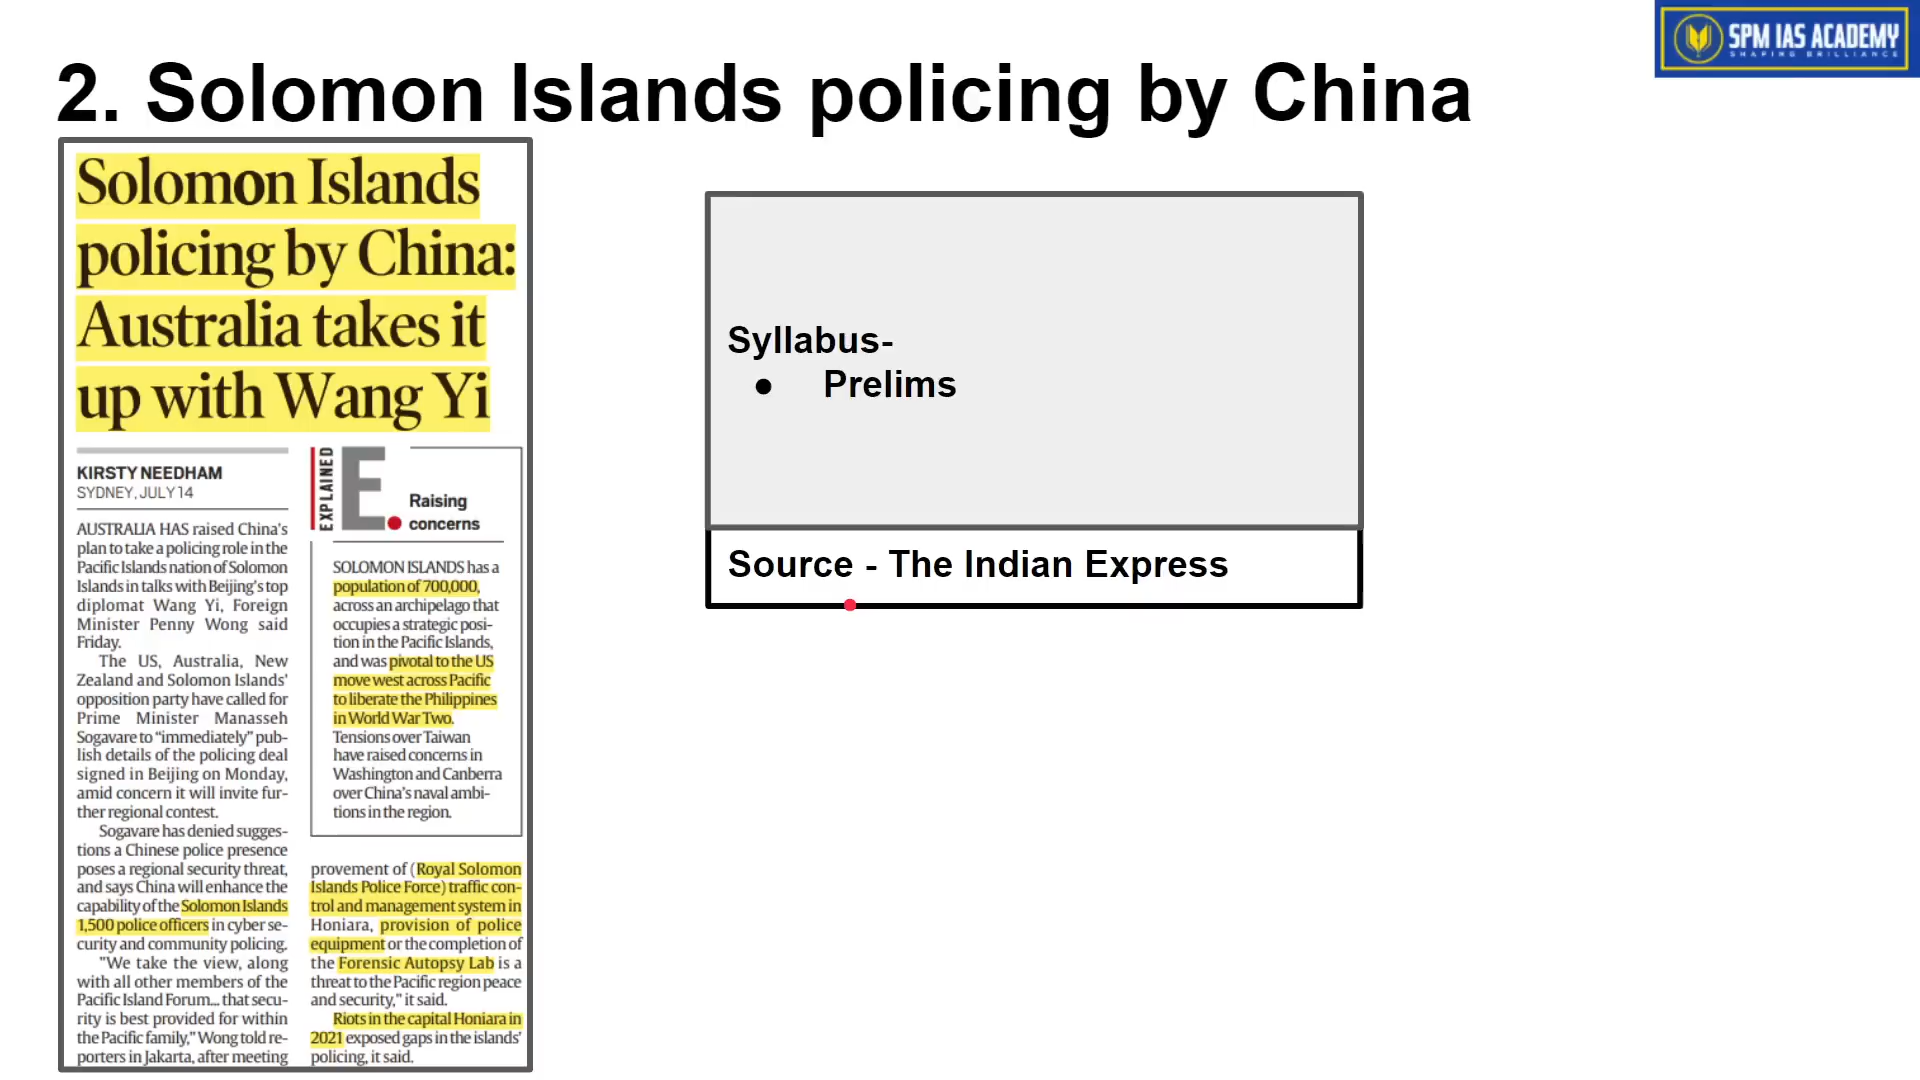 SPM IAS ACADEMY
SHAPING BRILLIANCE
2. Solomon Islands policing by China
Solomon Islands
policing by China:
Australia takes it
up with Wang Yi
KIRSTY NEEDHAM
SYDNEY, JULY 14
AUSTRALIA HAS raised China's
plan to take a policing role in the
Pacific Islands nation of Solomon
Islands in talks with Beijing's top
diplomat Wang Yi, Foreign
Minister Penny Wong said
Friday.
The US, Australia, New
Zealand and Solomon Islands'
opposition party have called for
Prime Minister Manasseh
Sogavare to "immediately" pub-
lish details of the policing deal
signed in Beijing on Monday,
amid concern it will invite fur-
ther regional contest.
Sogavare has denied sugges-
tions a Chinese police presence
poses a regional security threat,
and says China will enhance the
capability of the Solomon Islands
1,500 police officers in cyber se-
curity and community policing.
"We take the view, along
with all other members of the
Pacific Island Forum... that secu-
rity is best provided for within
the Pacific family," Wong told re-
porters in Jakarta, after meeting
EXPLAINED
E.
Raising
concerns
SOLOMON ISLANDS has a
population of 700,000,
across an archipelago that
occupies a strategic posi-
tion in the Pacific Islands,
and was pivotal to the US
move west across Pacific
to liberate the Philippines
in World War Two.
Tensions over Taiwan
have raised concerns in
Washington and Canberra
over China's naval ambi-
tions in the region.
provement of (Royal Solomon
Islands Police Force) traffic con-
trol and management system in
Honiara, provision of police
equipment or the completion of
the Forensic Autopsy Lab is a
threat to the Pacific region peace
and security," it said.
Riots in the capital Honiara in
2021 exposed gaps in the islands'
policing, it said.
Syllabus-
● Prelims
Source - The Indian Express